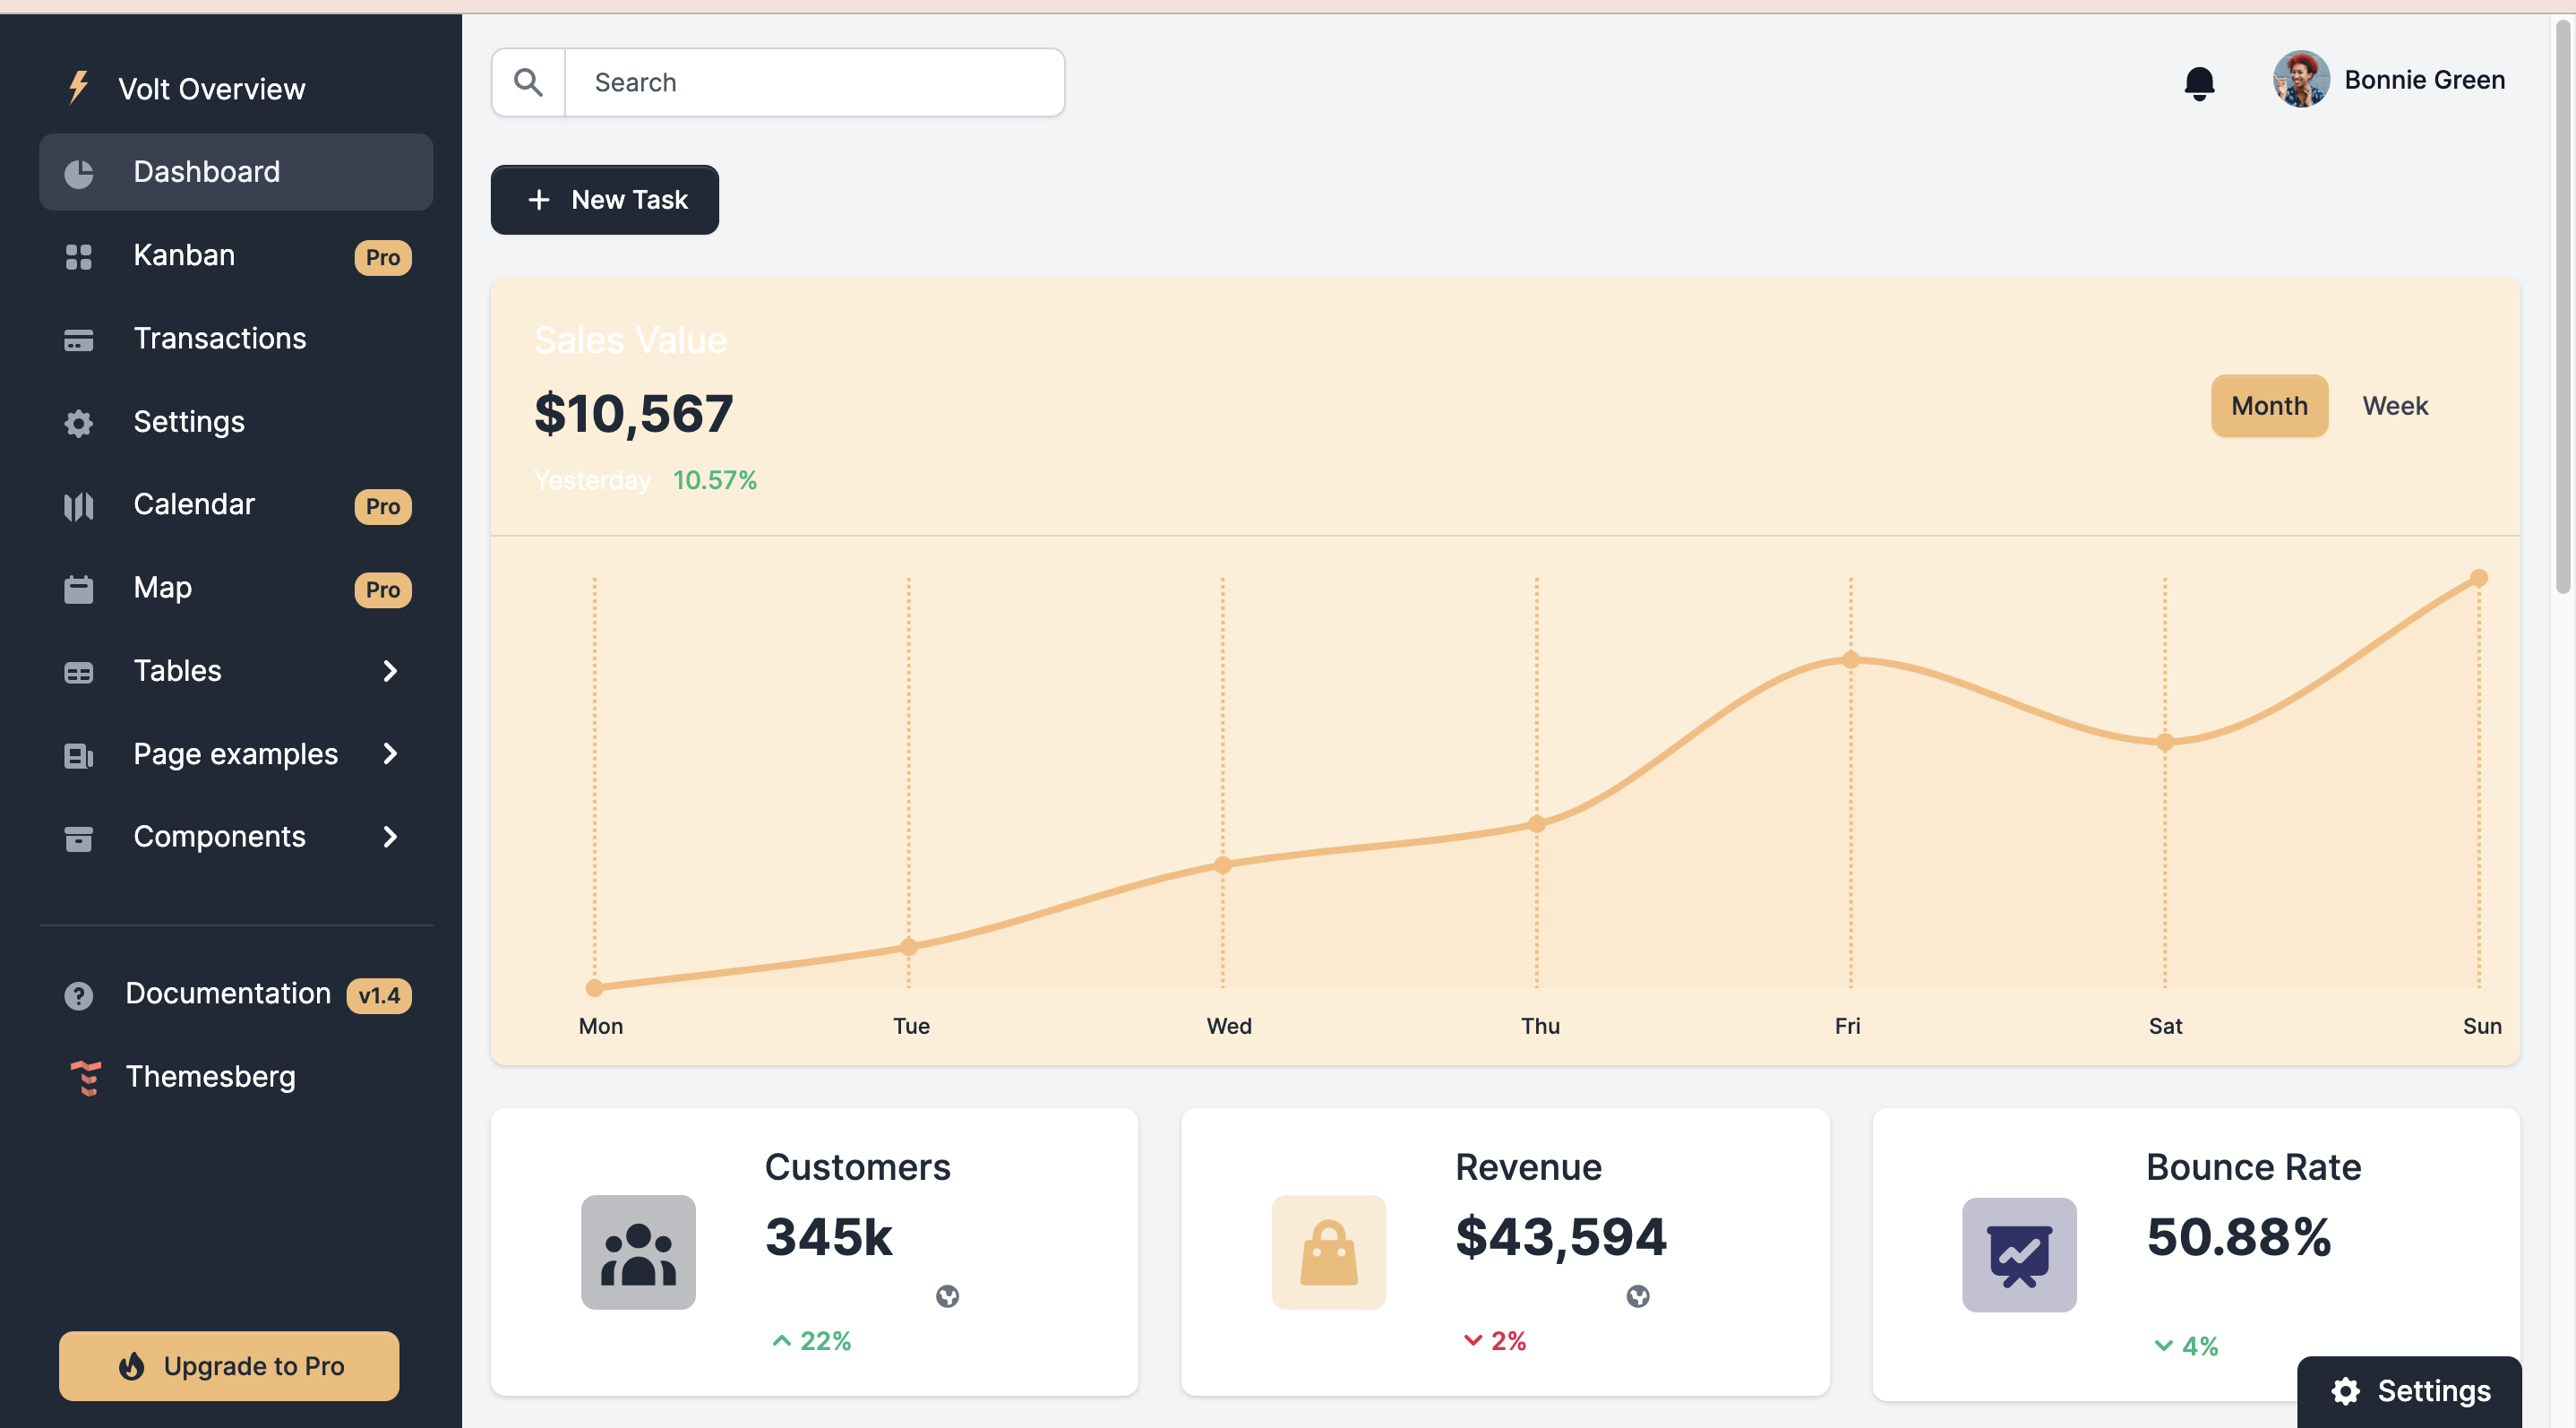 Volt Overview
Dashboard
Kanban Pro
Transactions
Settings
Calendar Pro
Map Pro
Tables
Page examples
Components
Documentation v1.4
Themesberg
Upgrade to Pro
Search
Bonnie Green
New Task
Sales Value
$10,567
Yesterday 10.57%
Month Week
Mon Tue Wed Thu Fri Sat Sun
Customers
345k
22%
Revenue
$43,594
2%
Bounce Rate
50.88%
4%
Settings